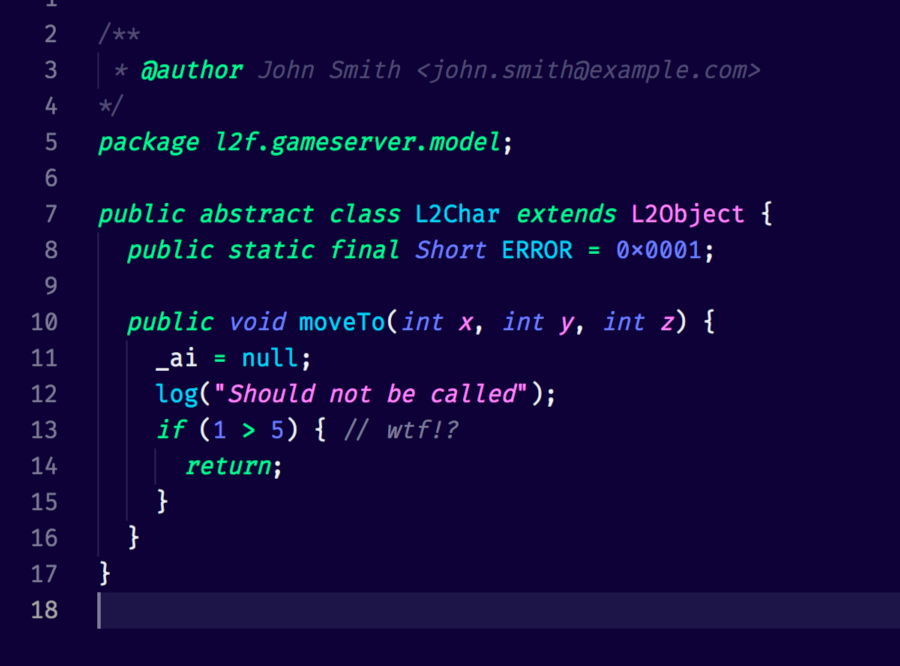 1
2 /**
3 * @author John Smith <john.smith@example.com>
4 */
5 package l2f.gameserver.model;
6
7 public abstract class L2Char extends L2Object {
8 public static final Short ERROR = 0x0001;
9
10 public void moveTo(int x, int y, int z) {
11 _ai = null;
12 log("Should not be called");
13 if (1 > 5) { // wtf!?
14 return;
15 }
16 }
17 }
18